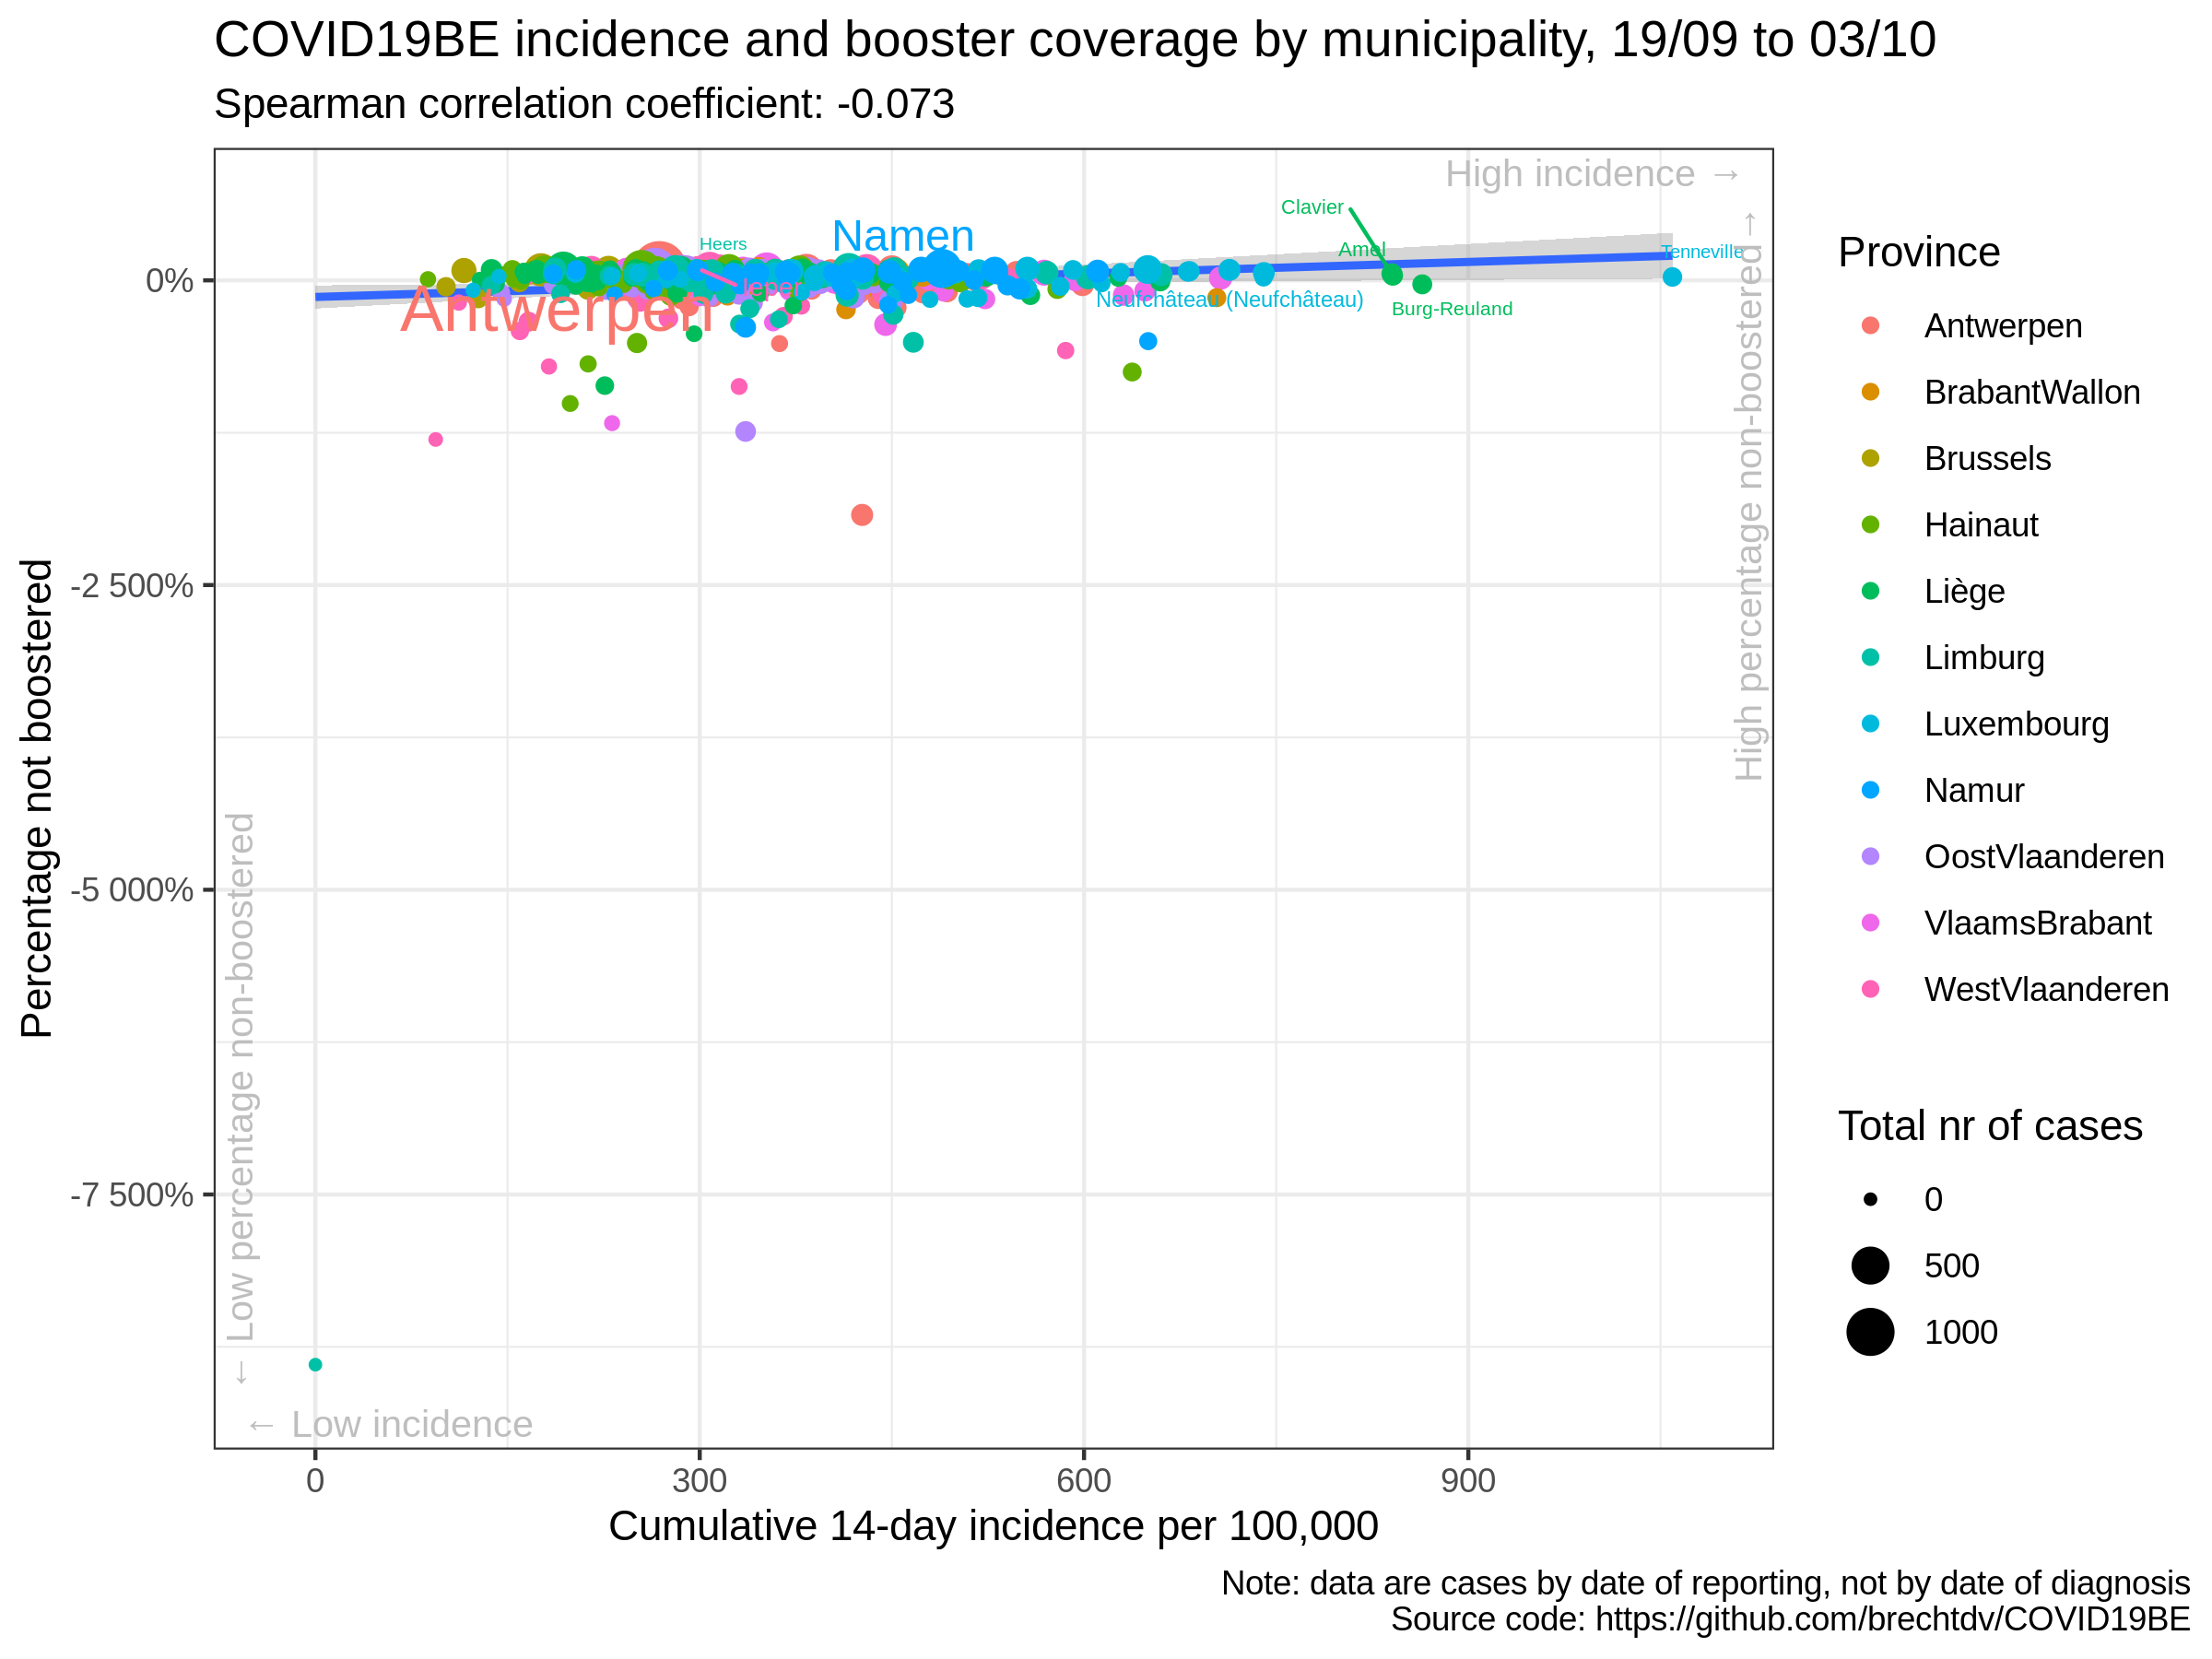 COVID19BE incidence and booster coverage by municipality, 19/09 to 03/10
Spearman correlation coefficient: -0.073
High incidence →
High percentage non-boostered →
Clavier
Amel
Tenneville
Namen
Heers
Ieper
Antwerpen
Neufchâteau (Neufchâteau)
Burg-Reuland
0%
-2 500%
-5 000%
-7 500%
Percentage not boostered
← Low percentage non-boostered
← Low incidence
0
300
600
900
Cumulative 14-day incidence per 100,000
Province
Antwerpen
BrabantWallon
Brussels
Hainaut
Liège
Limburg
Luxembourg
Namur
OostVlaanderen
VlaamsBrabant
WestVlaanderen
Total nr of cases
0
500
1000
Note: data are cases by date of reporting, not by date of diagnosis
Source code: https://github.com/brechtdv/COVID19BE